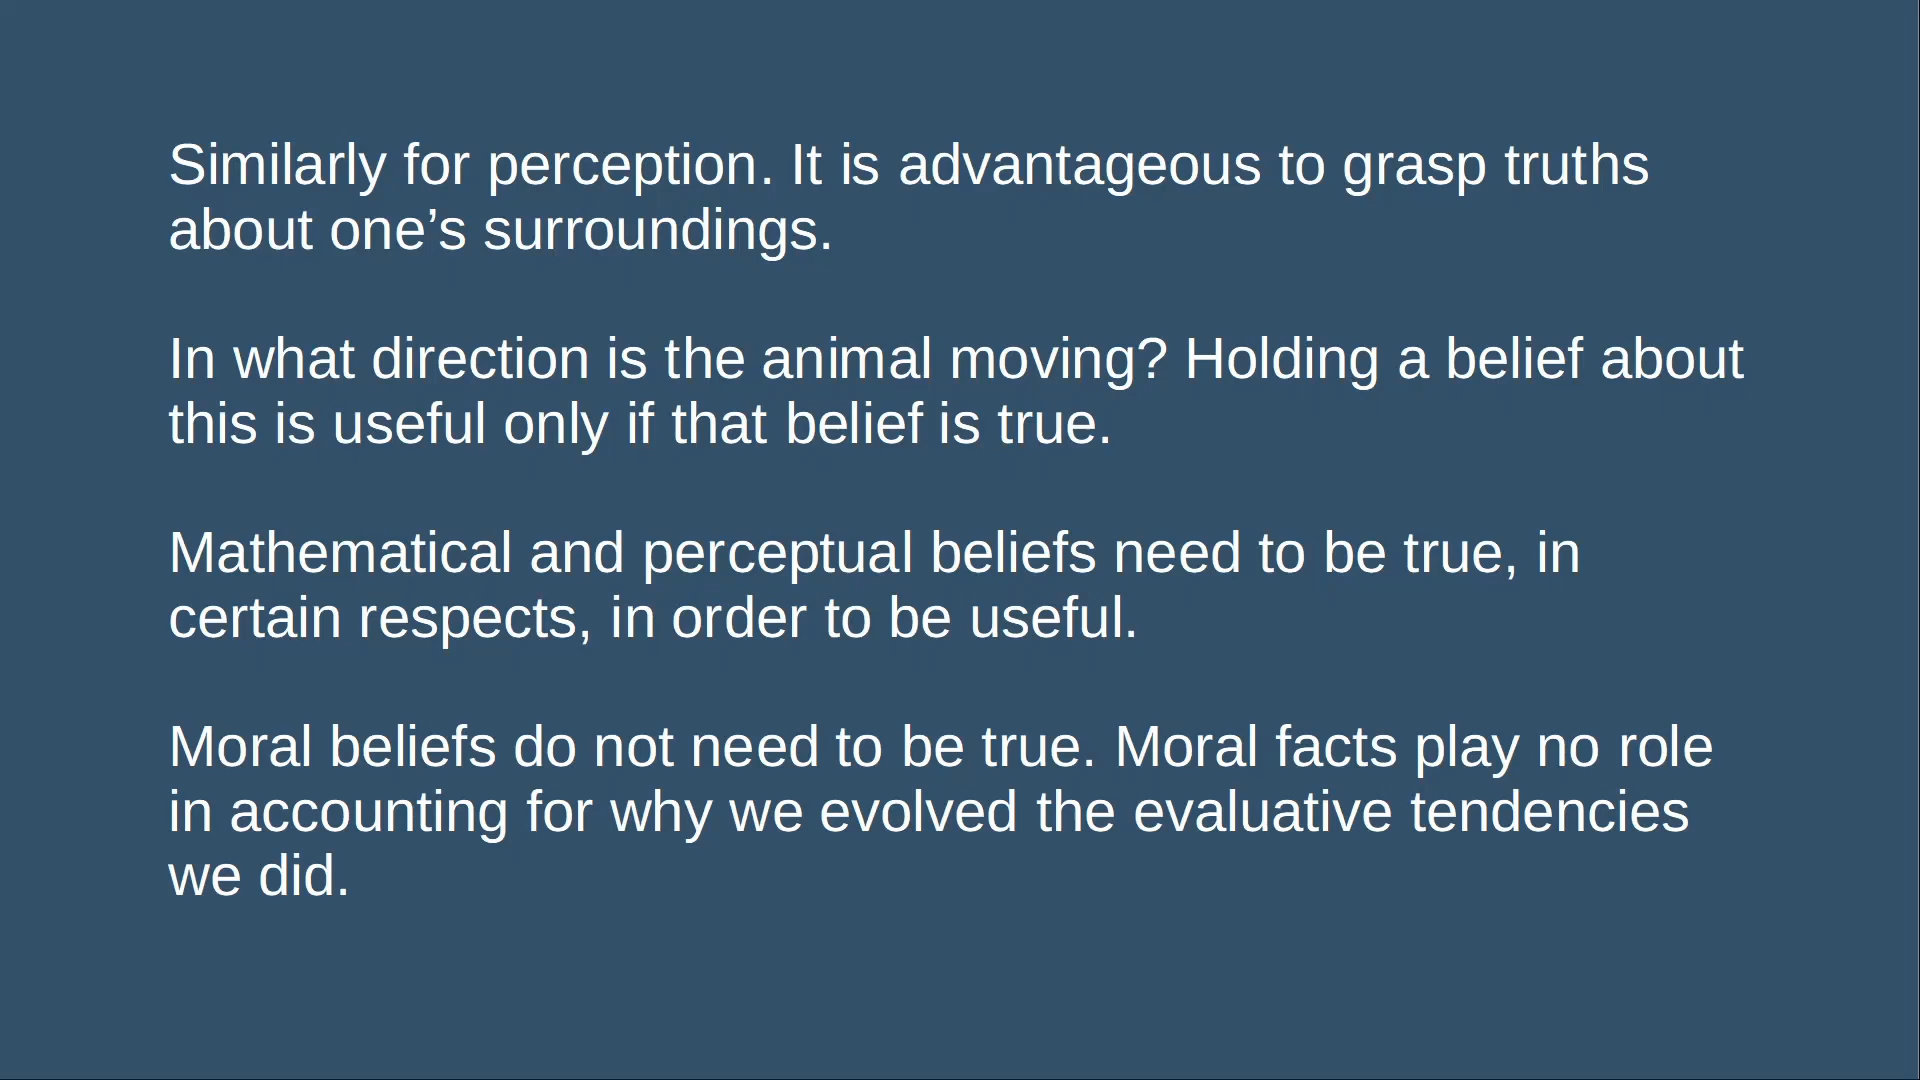 Similarly for perception. It is advantageous to grasp truths
about one’s surroundings.
In what direction is the animal moving? Holding a belief about
this is useful only if that belief is true.
Mathematical and perceptual beliefs need to be true, in
certain respects, in order to be useful.
Moral beliefs do not need to be true. Moral facts play no role
in accounting for why we evolved the evaluative tendencies
we did.